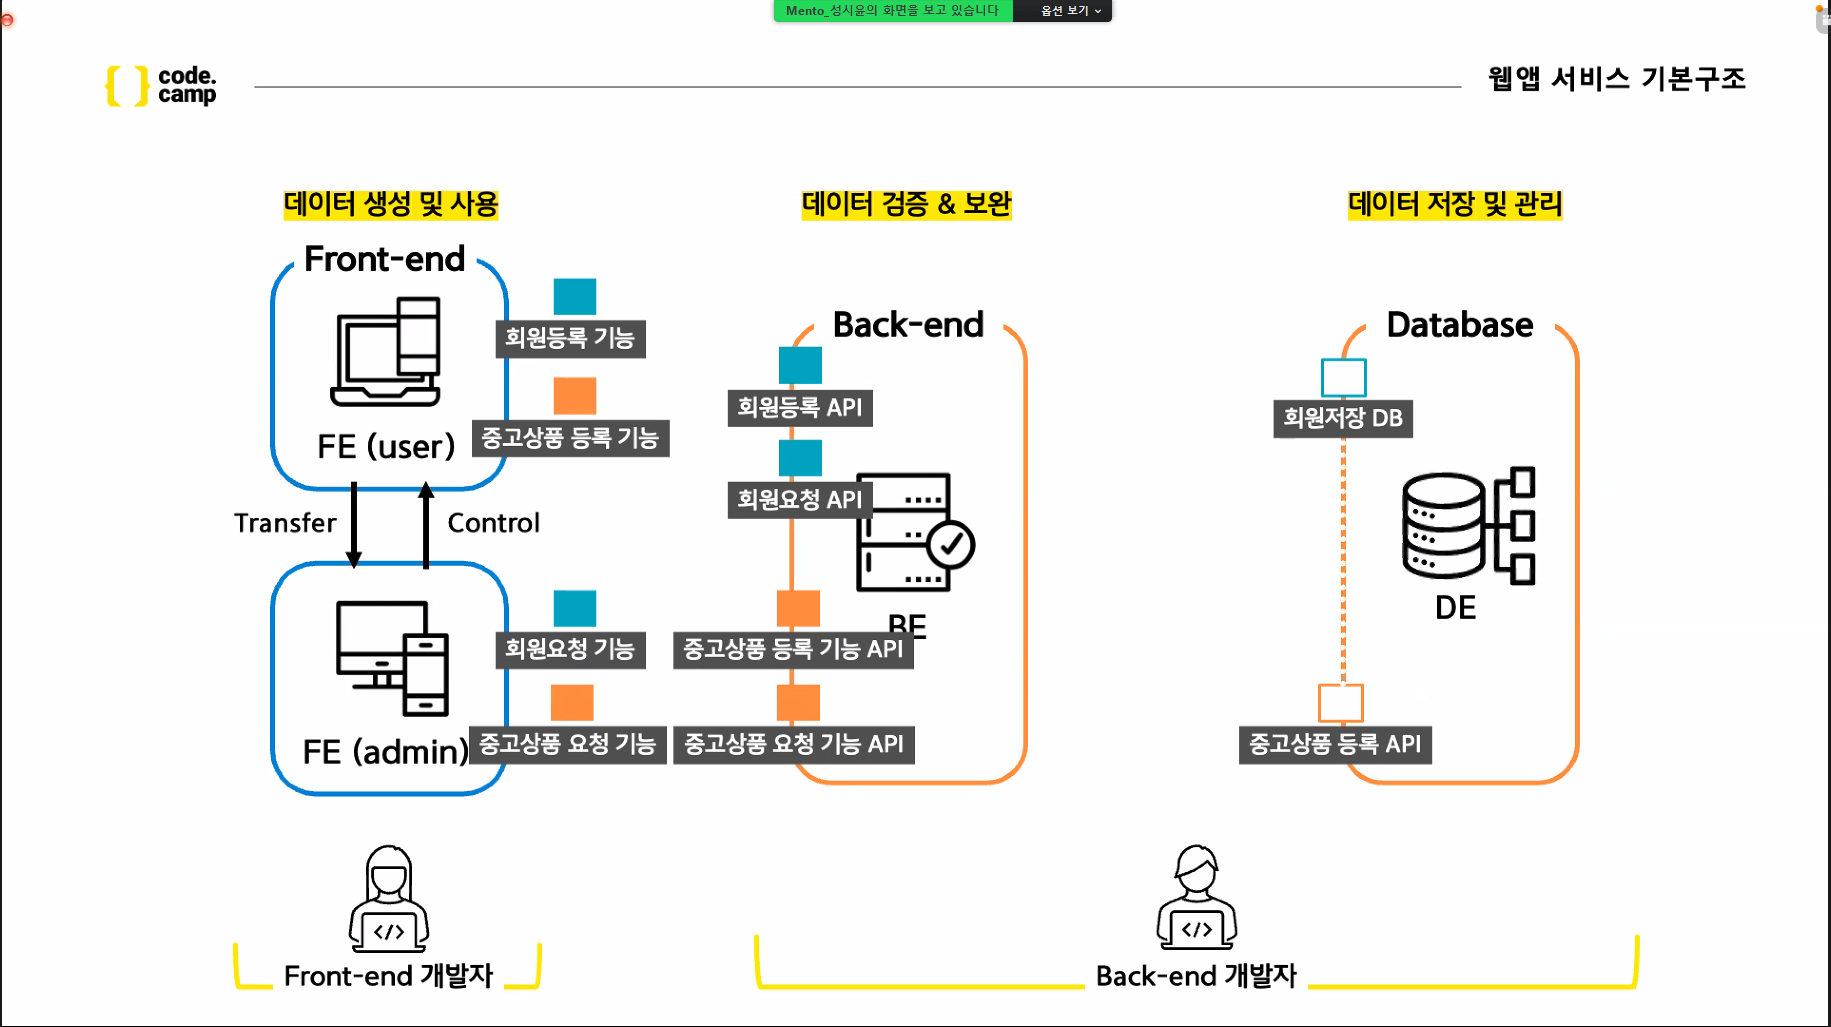 Mento_성시윤의 화면을 보고 있습니다
옵션 보기
code.
camp
웹앱 서비스 기본구조
데이터 생성 및 사용
데이터 검증 & 보완
데이터 저장 및 관리
Front-end
회원등록 기능
중고상품 등록 기능
FE (user)
Transfer
Control
회원요청 기능
중고상품 요청 기능
FE (admin)
Back-end
회원등록 API
회원요청 API
BE
중고상품 등록 기능 API
중고상품 요청 기능 API
Database
회원저장 DB
DE
중고상품 등록 API
</>
Front-end 개발자
</>
Back-end 개발자